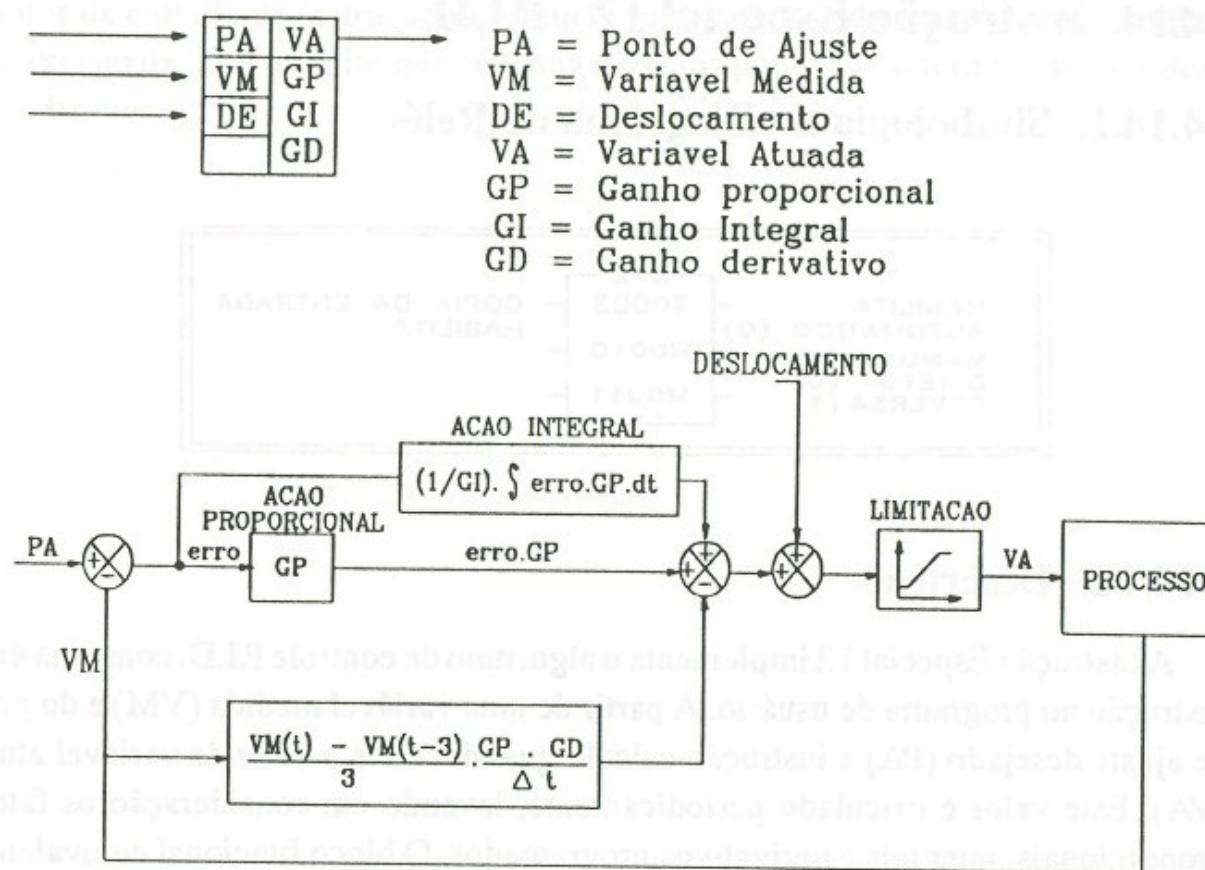 PA VA
VM GP
DE GI
GD
PA = Ponto de Ajuste
VM = Variavel Medida
DE = Deslocamento
VA = Variavel Atuada
GP = Ganho proporcional
GI = Ganho Integral
GD = Ganho derivativo
DESLOCAMENTO
ACAO INTEGRAL
(1/GI). ∫ erro.GP.dt
ACAO
PROPORCIONAL
LIMITACAO
PA
+
-
erro
GP
erro.GP
+
+
-
+
+
VA
PROCESSO
VM
VM(t) - VM(t-3) . GP . GD
3 Δ t